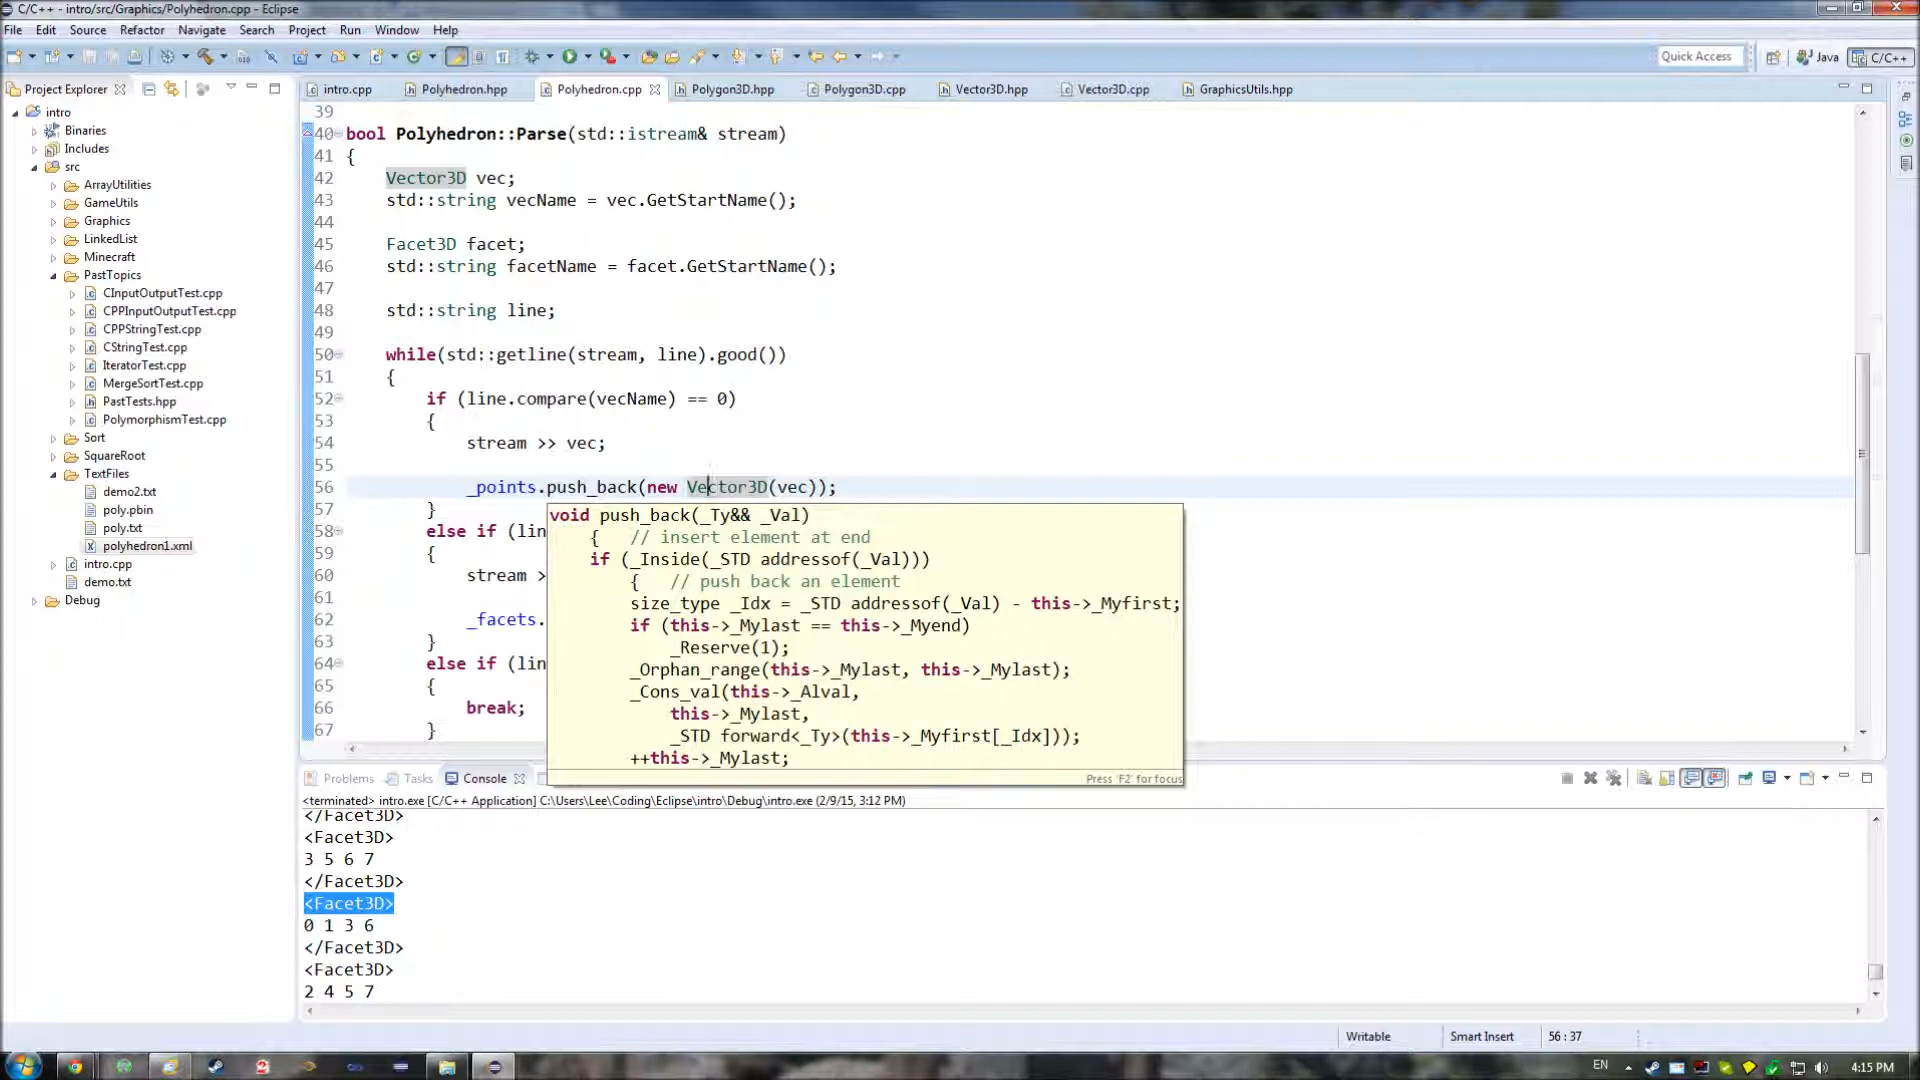 C/C++ - intro/src/Graphics/Polyhedron.cpp - Eclipse
File Edit Source Refactor Navigate Search Project Run Window Help
Quick Access Java C/C++
Project Explorer
intro
Binaries
Includes
src
ArrayUtilities
GameUtils
Graphics
LinkedList
Minecraft
PastTopics
CInputOutputTest.cpp
CPPInputOutputTest.cpp
CPPStringTest.cpp
CStringTest.cpp
IteratorTest.cpp
MergeSortTest.cpp
PastTests.hpp
PolymorphismTest.cpp
Sort
SquareRoot
TextFiles
demo2.txt
poly.pbin
poly.txt
polyhedron1.xml
intro.cpp
demo.txt
Debug
intro.cpp Polyhedron.hpp Polyhedron.cpp Polygon3D.hpp Polygon3D.cpp Vector3D.hpp Vector3D.cpp GraphicsUtils.hpp
39
40 bool Polyhedron::Parse(std::istream& stream)
41 {
42 Vector3D vec;
43 std::string vecName = vec.GetStartName();
44
45 Facet3D facet;
46 std::string facetName = facet.GetStartName();
47
48 std::string line;
49
50 while(std::getline(stream, line).good())
51 {
52 if (line.compare(vecName) == 0)
53 {
54 stream >> vec;
55
56 _points.push_back(new Vector3D(vec));
57 }
58 else if (lin
59 {
60 stream >
61
62 _facets.
63 }
64 else if (lin
65 {
66 break;
67 }
void push_back(_Ty&& _Val)
{ // insert element at end
if (_Inside(_STD addressof(_Val)))
{ // push back an element
size_type _Idx = _STD addressof(_Val) - this->_Myfirst;
if (this->_Mylast == this->_Myend)
_Reserve(1);
_Orphan_range(this->_Mylast, this->_Mylast);
_Cons_val(this->_Alval,
this->_Mylast,
_STD forward<_Ty>(this->_Myfirst[_Idx]));
++this->_Mylast;
Press 'F2' for focus
Problems Tasks Console
<terminated> intro.exe [C/C++ Application] C:\Users\Lee\Coding\Eclipse\intro\Debug\intro.exe (2/9/15, 3:12 PM)
</Facet3D>
<Facet3D>
3 5 6 7
</Facet3D>
<Facet3D>
0 1 3 6
</Facet3D>
<Facet3D>
2 4 5 7
Writable Smart Insert 56 : 37
EN 4:15 PM